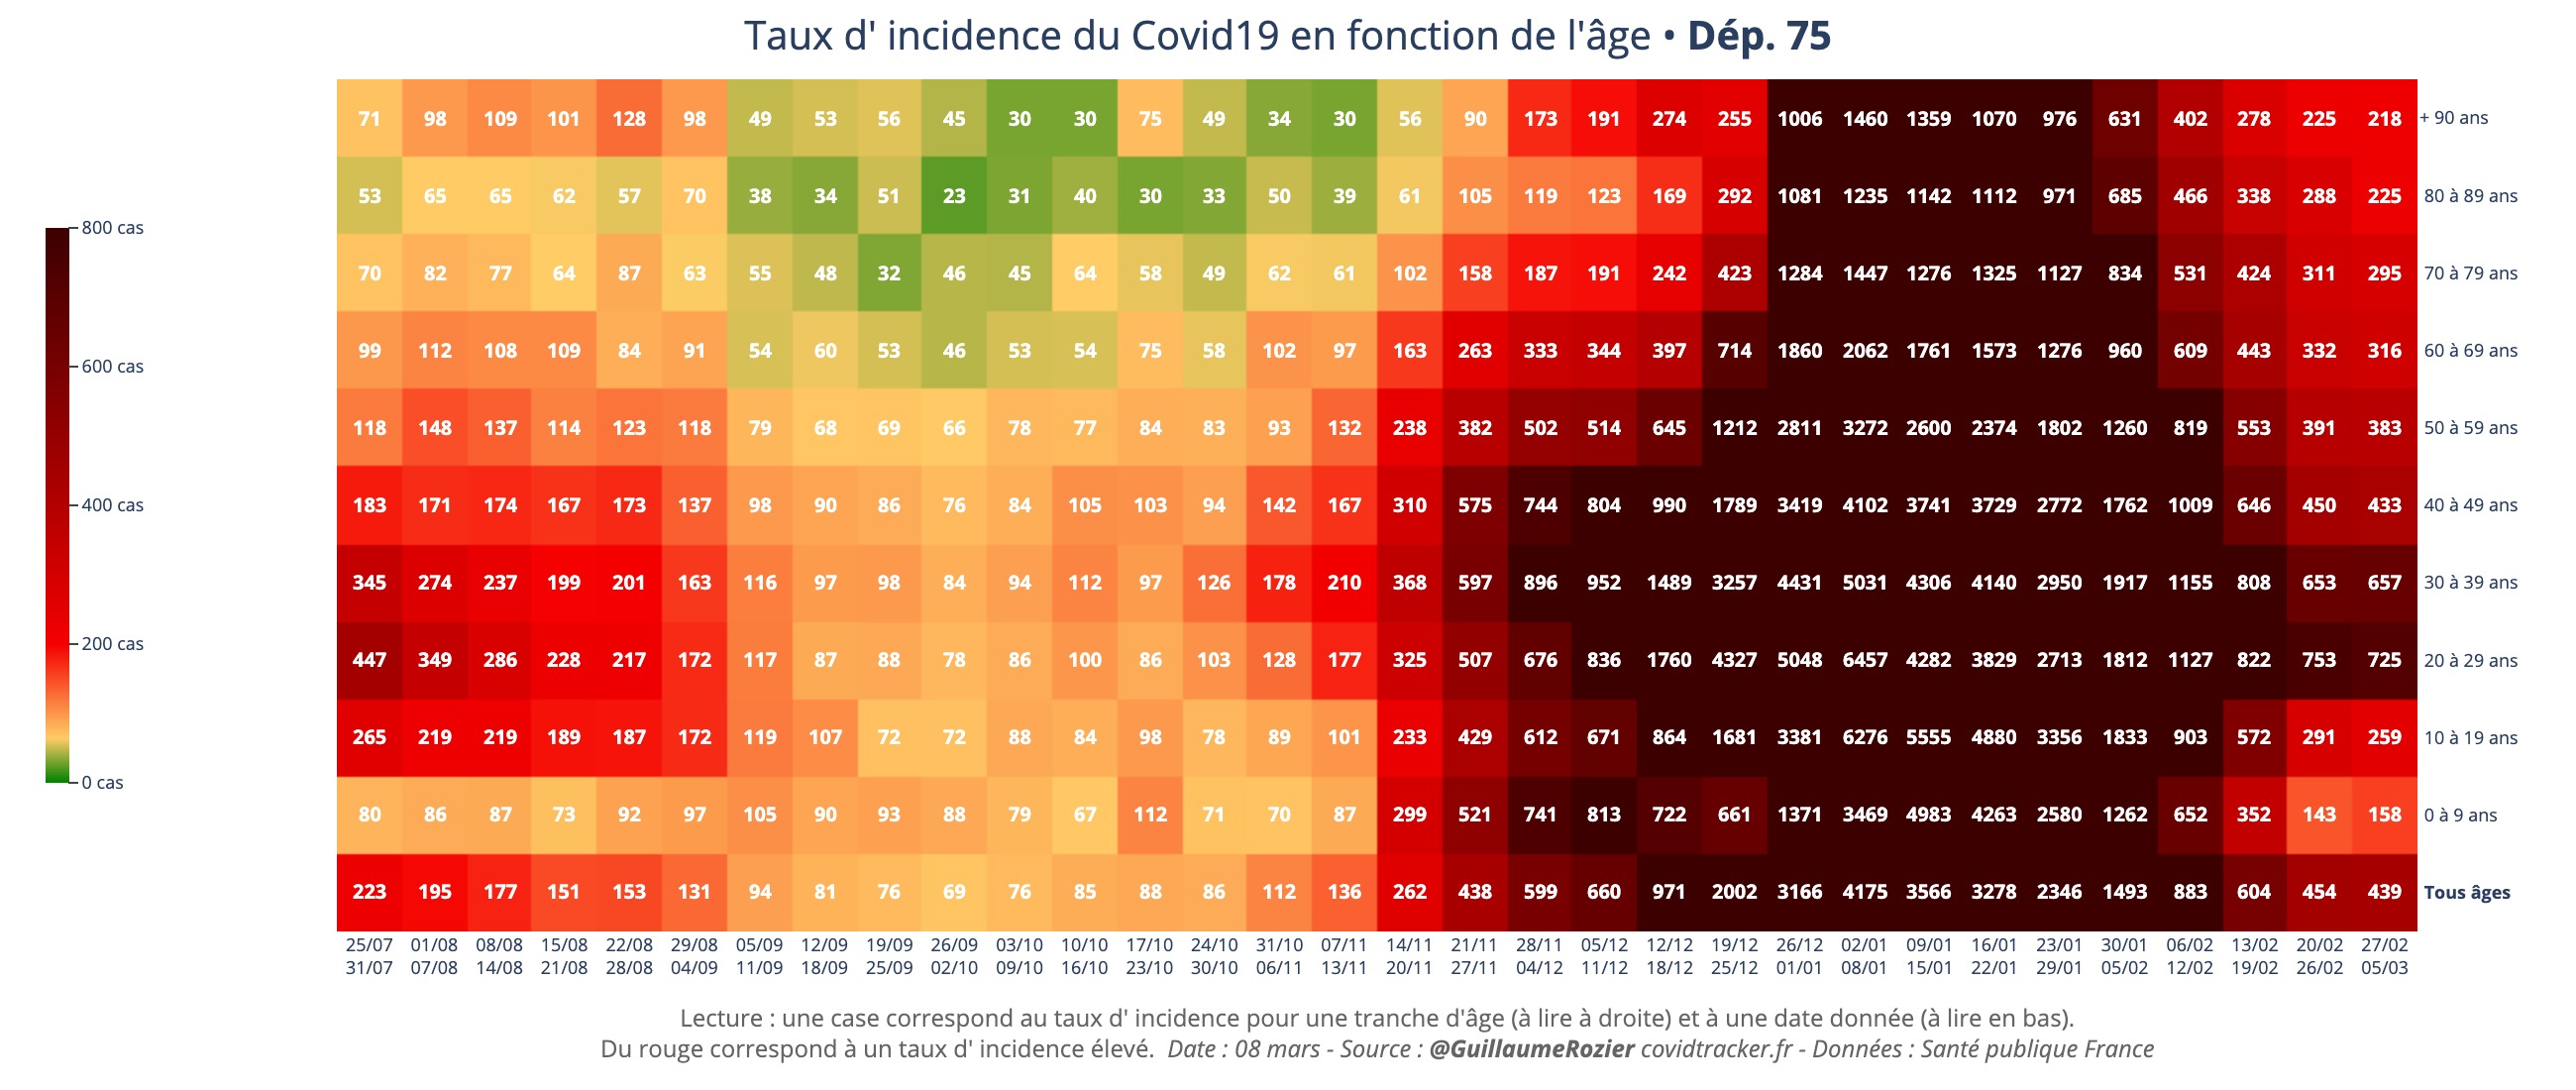 Taux d' incidence du Covid19 en fonction de l'âge • Dép. 75
71 98 109 101 128 98 49 53 56 45 30 30 75 49 34 30 56 90 173 191 274 255 1006 1460 1359 1070 976 631 402 278 225 218 + 90 ans
53 65 65 62 57 70 38 34 51 23 31 40 30 33 50 39 61 105 119 123 169 292 1081 1235 1142 1112 971 685 466 338 288 225 80 à 89 ans
800 cas
70 82 77 64 87 63 55 48 32 46 45 64 58 49 62 61 102 158 187 191 242 423 1284 1447 1276 1325 1127 834 531 424 311 295 70 à 79 ans
99 112 108 109 84 91 54 60 53 46 53 54 75 58 102 97 163 263 333 344 397 714 1860 2062 1761 1573 1276 960 609 443 332 316 60 à 69 ans
600 cas
118 148 137 114 123 118 79 68 69 66 78 77 84 83 93 132 238 382 502 514 645 1212 2811 3272 2600 2374 1802 1260 819 553 391 383 50 à 59 ans
400 cas
183 171 174 167 173 137 98 90 86 76 84 105 103 94 142 167 310 575 744 804 990 1789 3419 4102 3741 3729 2772 1762 1009 646 450 433 40 à 49 ans
345 274 237 199 201 163 116 97 98 84 94 112 97 126 178 210 368 597 896 952 1489 3257 4431 5031 4306 4140 2950 1917 1155 808 653 657 30 à 39 ans
200 cas
447 349 286 228 217 172 117 87 88 78 86 100 86 103 128 177 325 507 676 836 1760 4327 5048 6457 4282 3829 2713 1812 1127 822 753 725 20 à 29 ans
265 219 219 189 187 172 119 107 72 72 88 84 98 78 89 101 233 429 612 671 864 1681 3381 6276 5555 4880 3356 1833 903 572 291 259 10 à 19 ans
0 cas
80 86 87 73 92 97 105 90 93 88 79 67 112 71 70 87 299 521 741 813 722 661 1371 3469 4983 4263 2580 1262 652 352 143 158 0 à 9 ans
223 195 177 151 153 131 94 81 76 69 76 85 88 86 112 136 262 438 599 660 971 2002 3166 4175 3566 3278 2346 1493 883 604 454 439 Tous âges
25/07 01/08 08/08 15/08 22/08 29/08 05/09 12/09 19/09 26/09 03/10 10/10 17/10 24/10 31/10 07/11 14/11 21/11 28/11 05/12 12/12 19/12 26/12 02/01 09/01 16/01 23/01 30/01 06/02 13/02 20/02 27/02
31/07 07/08 14/08 21/08 28/08 04/09 11/09 18/09 25/09 02/10 09/10 16/10 23/10 30/10 06/11 13/11 20/11 27/11 04/12 11/12 18/12 25/12 01/01 08/01 15/01 22/01 29/01 05/02 12/02 19/02 26/02 05/03
Lecture : une case correspond au taux d' incidence pour une tranche d'âge (à lire à droite) et à une date donnée (à lire en bas).
Du rouge correspond à un taux d' incidence élevé. Date : 08 mars - Source : @GuillaumeRozier covidtracker.fr - Données : Santé publique France